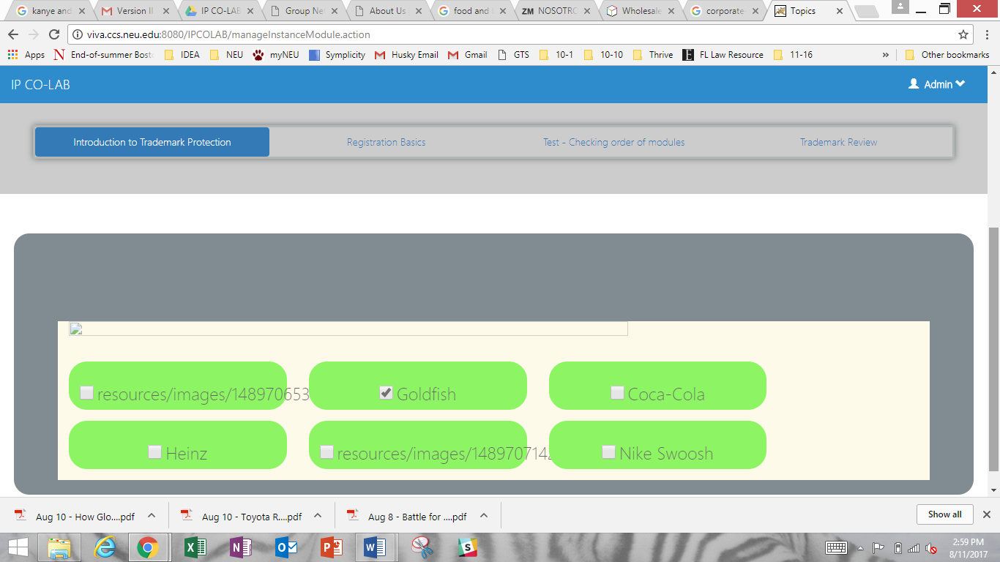 kanye and
Version II
IP CO-LAB
Group Ne
About Us
food and
ZM NOSOTRO
Wholesale
corporate
Topics
viva.ccs.neu.edu:8080/IPCOLAB/manageInstanceModule.action
Apps
N End-of-summer Bost
IDEA
NEU
myNEU
Symplicity
Husky Email
Gmail
GTS
10-1
10-10
Thrive
E FL Law Resource
11-16
»
Other bookmarks
IP CO-LAB
Admin
Introduction to Trademark Protection
Registration Basics
Test - Checking order of modules
Trademark Review
resources/images/148970653
Goldfish
Coca-Cola
Heinz
resources/images/1489707142
Nike Swoosh
Aug 10 - How Glo....pdf
Aug 10 - Toyota R....pdf
Aug 8 - Battle for ....pdf
Show all
2:59 PM
8/11/2017